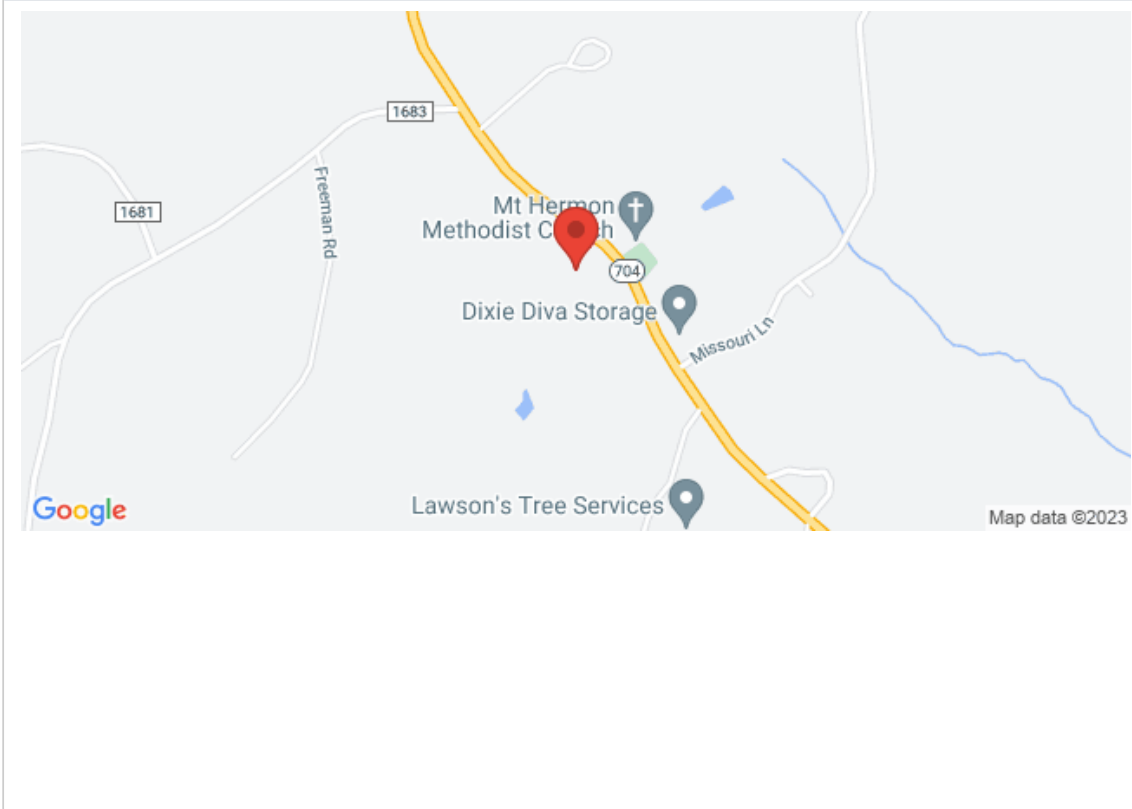 1683
Freeman Rd
1681
Mt Hermon
Methodist C ch
704
Dixie Diva Storage
Missouri Ln
Lawson's Tree Services
Google
Map data ©2023